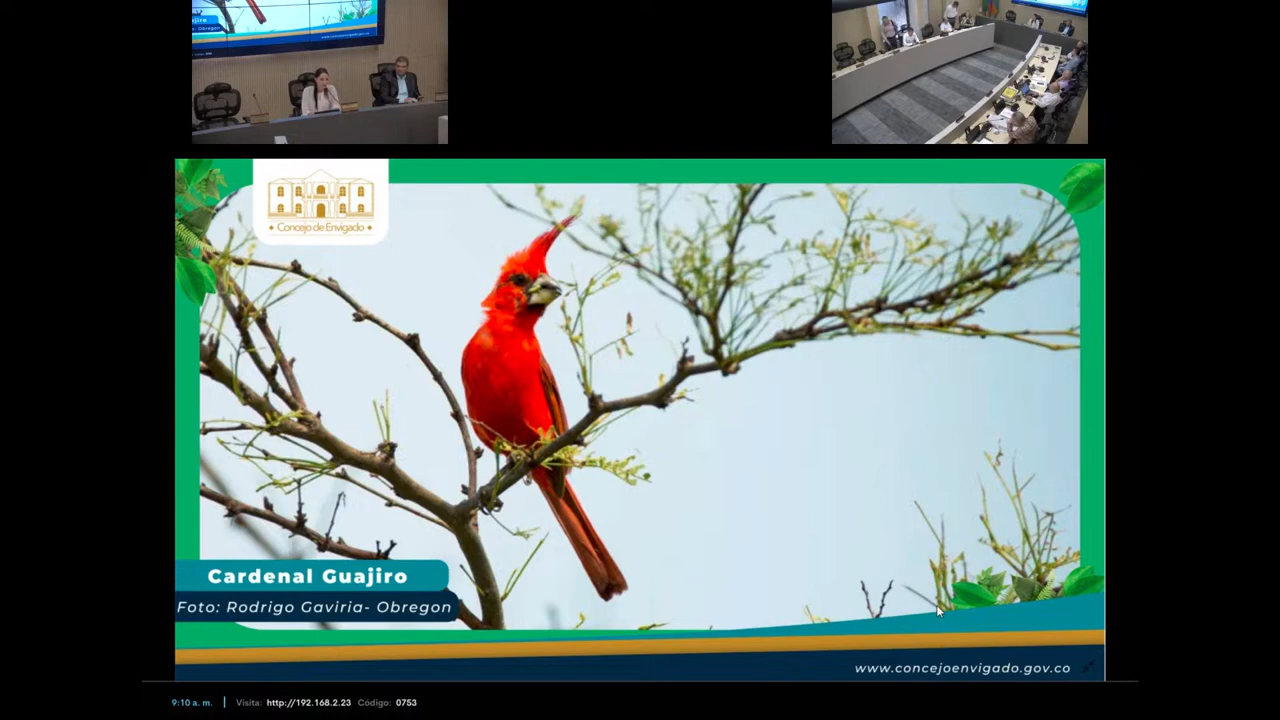 Concejo de Envigado
Cardenal Guajiro
Foto: Rodrigo Gaviria- Obregon
www.concejoenvigado.gov.co
9:10 a. m. | Visita: http://192.168.2.23 Código: 0753